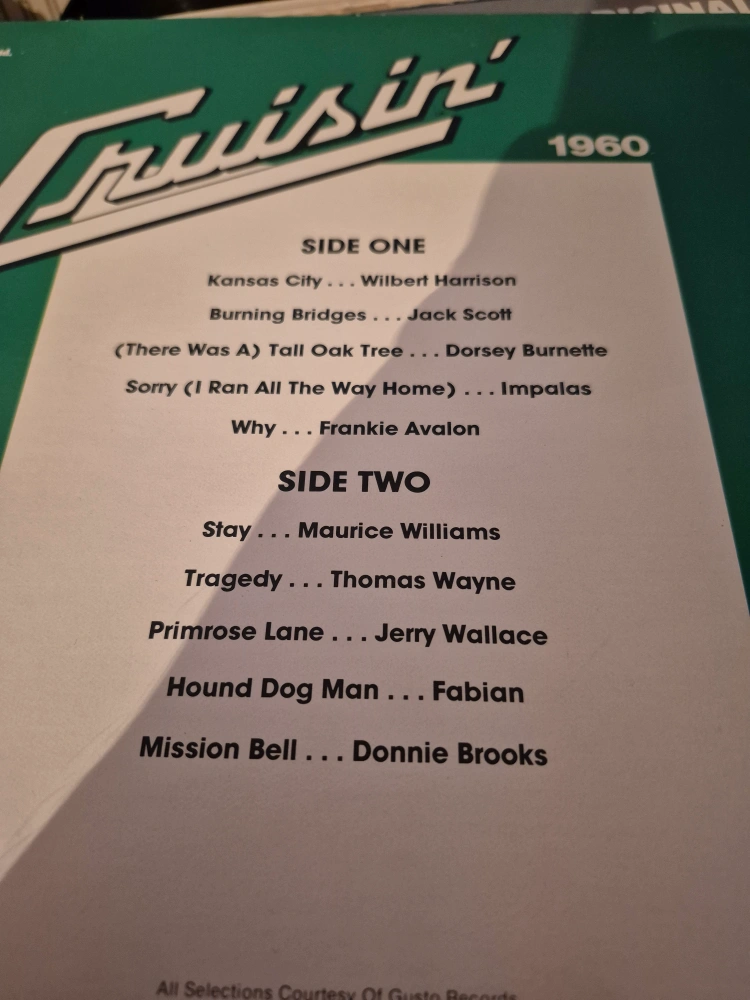 ORIGINAL
Cruisin'
1960
SIDE ONE
Kansas City . . . Wilbert Harrison
Burning Bridges . . . Jack Scott
(There Was A) Tall Oak Tree . . . Dorsey Burnette
Sorry (I Ran All The Way Home) . . . Impalas
Why . . . Frankie Avalon
SIDE TWO
Stay . . . Maurice Williams
Tragedy . . . Thomas Wayne
Primrose Lane . . . Jerry Wallace
Hound Dog Man . . . Fabian
Mission Bell . . . Donnie Brooks
All Selections Courtesy Of Gusto Records